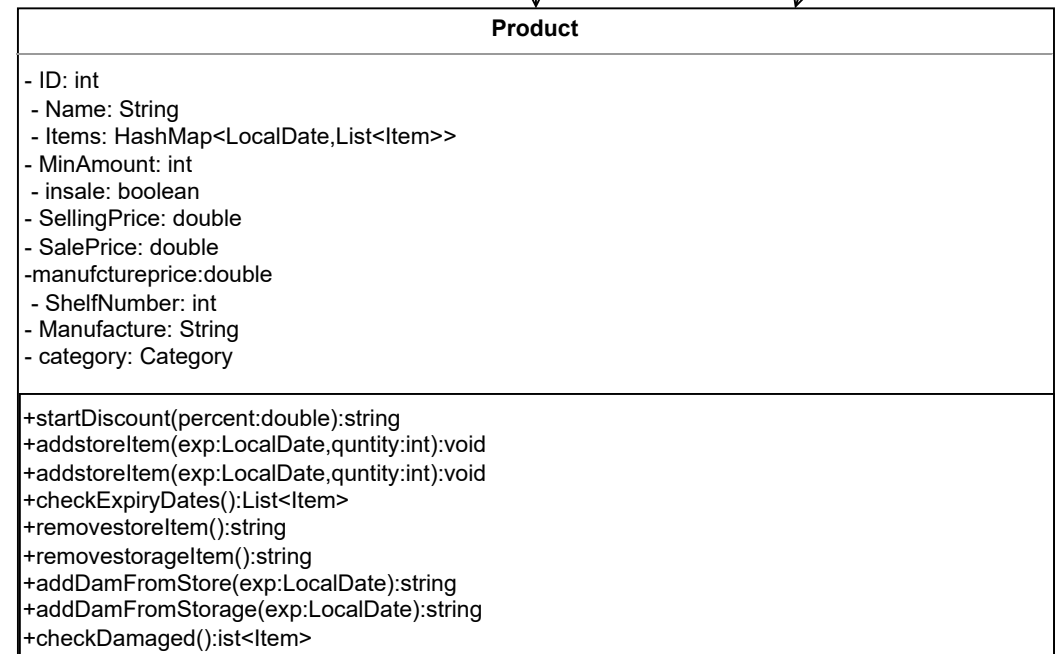 Product
- ID: int
- Name: String
- Items: HashMap<LocalDate,List<Item>>
- MinAmount: int
- insale: boolean
- SellingPrice: double
- SalePrice: double
-manufctureprice:double
- ShelfNumber: int
- Manufacture: String
- category: Category
+startDiscount(percent:double):string
+addstoreItem(exp:LocalDate,quntity:int):void
+addstoreItem(exp:LocalDate,quntity:int):void
+checkExpiryDates():List<Item>
+removestoreItem():string
+removestorageItem():string
+addDamFromStore(exp:LocalDate):string
+addDamFromStorage(exp:LocalDate):string
+checkDamaged():ist<Item>